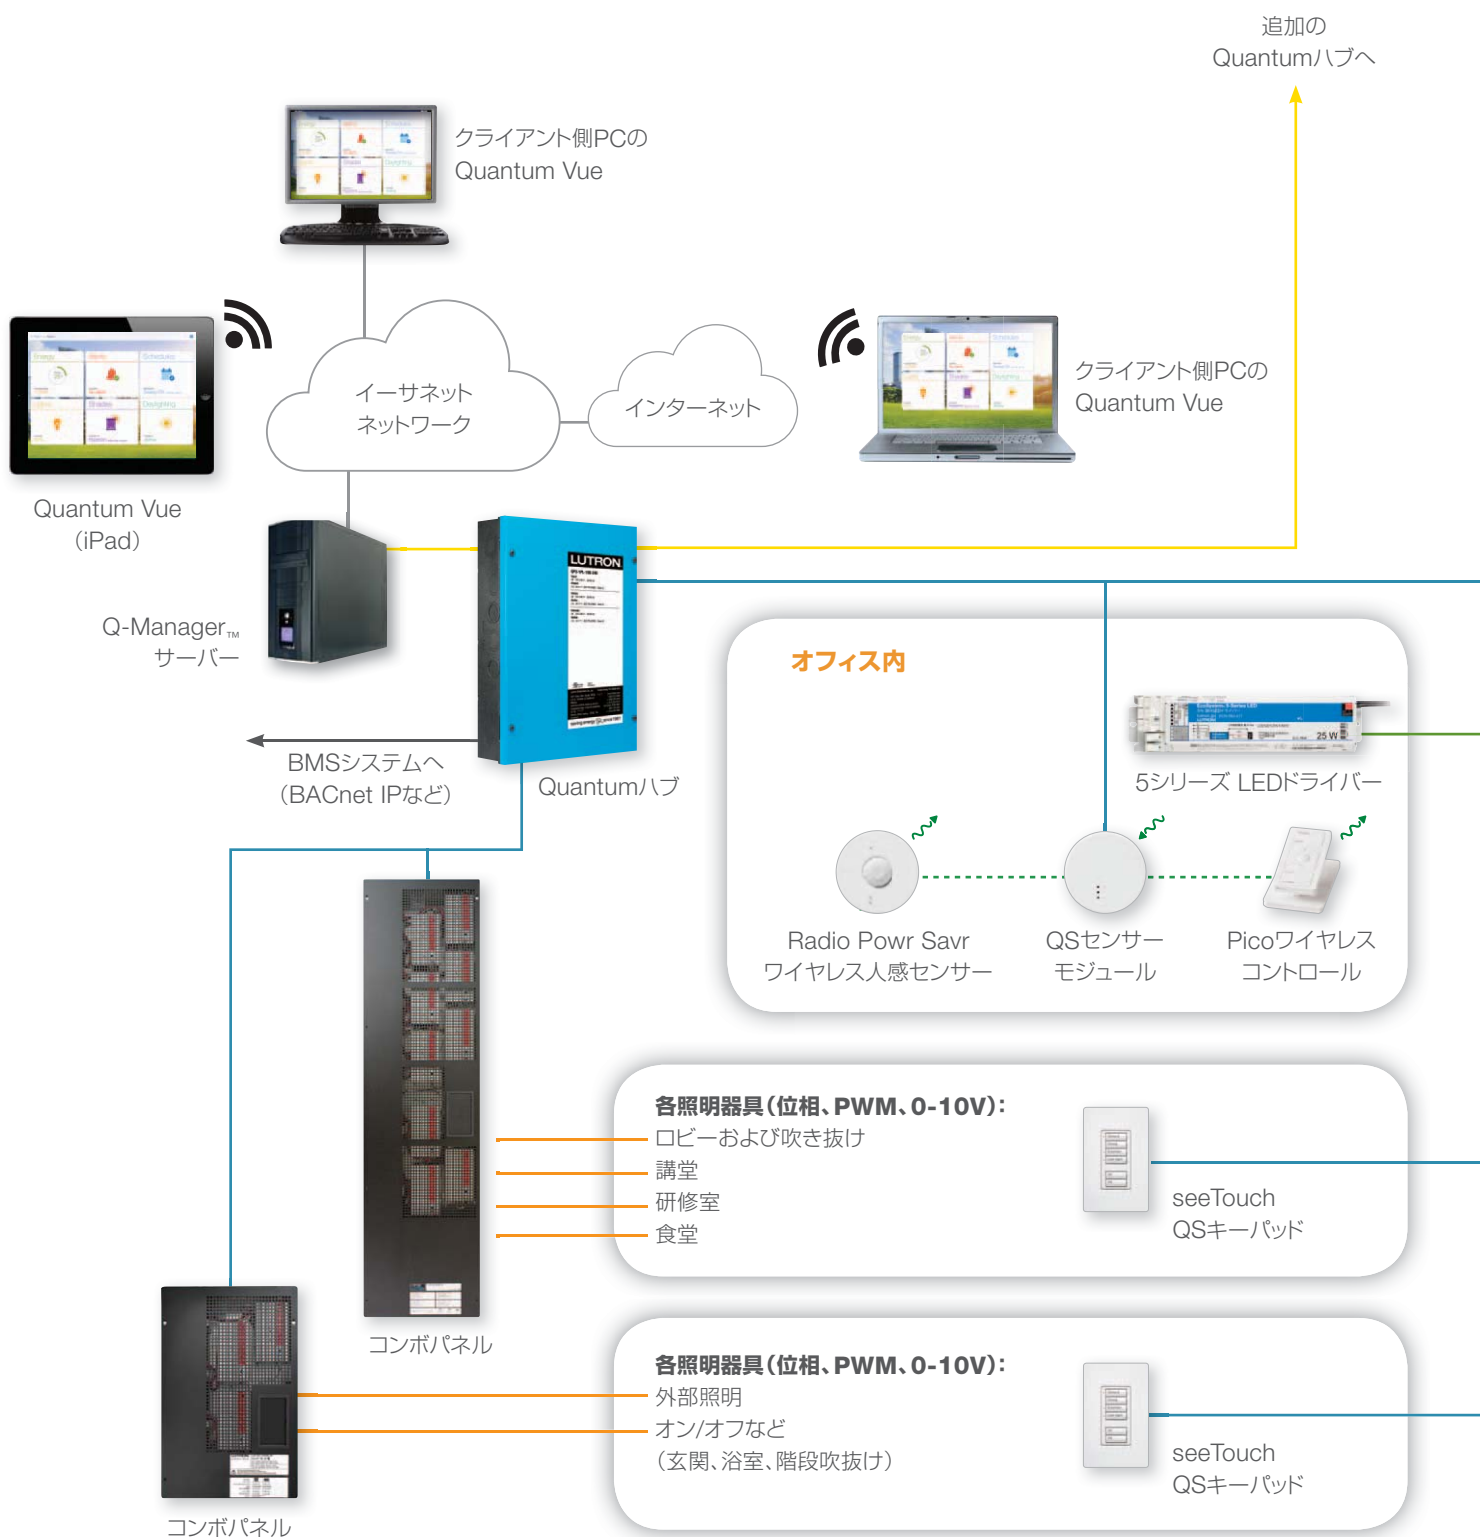 追加の
Quantumハブへ
クライアント側PCの
Quantum Vue
イーサネット
ネットワーク
インターネット
クライアント側PCの
Quantum Vue
Quantum Vue
（iPad）
Q-Manager™
サーバー
LUTRON
BMSシステムへ
（BACnet IPなど）
Quantumハブ
オフィス内
25 W
5シリーズ LEDドライバー
Radio Powr Savr
ワイヤレス人感センサー
QSセンサー
モジュール
Picoワイヤレス
コントロール
各照明器具（位相、PWM、0-10V）：
ロビーおよび吹き抜け
講堂
研修室
食堂
seeTouch
QSキーパッド
コンボパネル
各照明器具（位相、PWM、0-10V）：
外部照明
オン/オフなど
（玄関、浴室、階段吹抜け）
seeTouch
QSキーパッド
コンボパネル